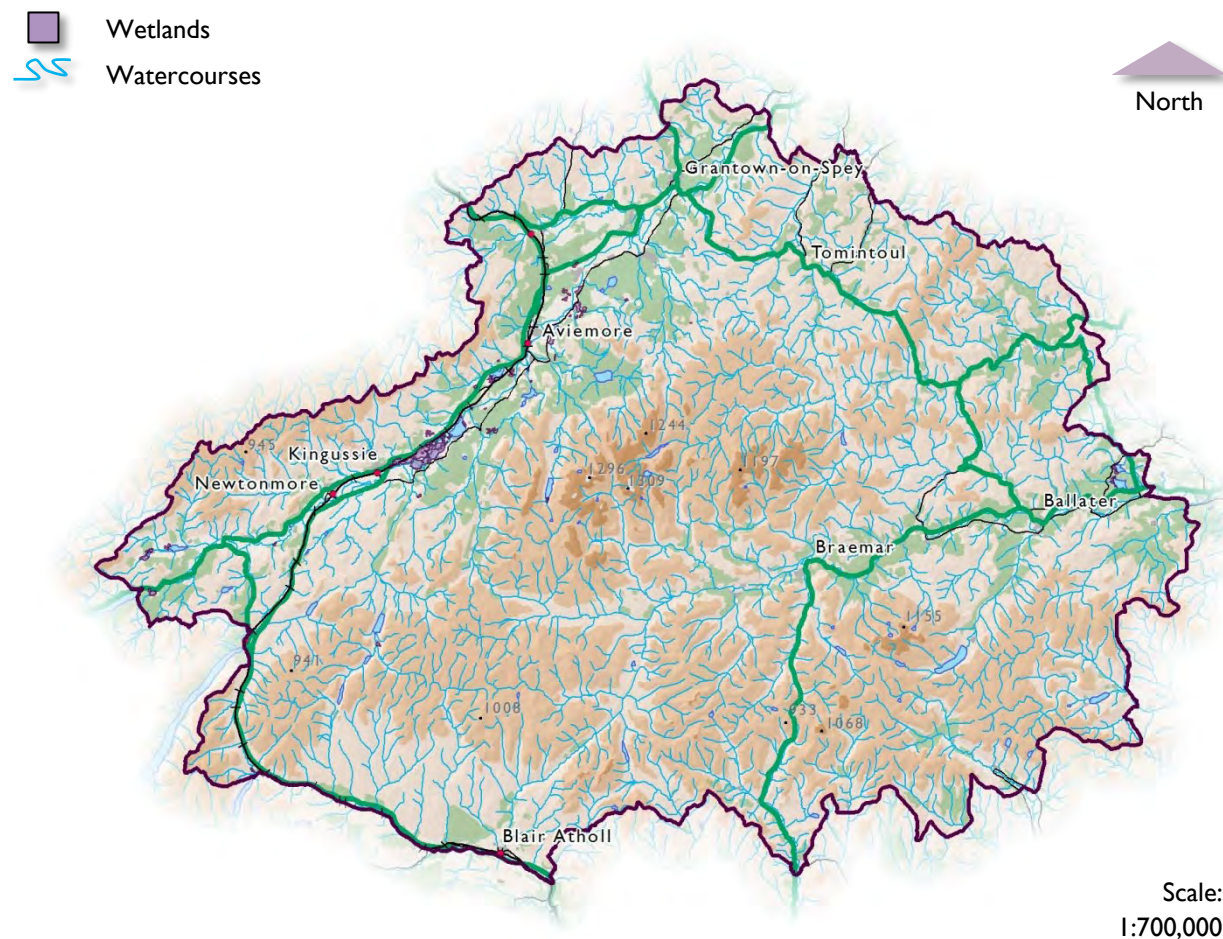 Wetlands
Watercourses
North
Grantown-on-Spey
Tomintoul
Aviemore
1244
945
Kingussie
1197
1296
1309
Newtonmore
Ballater
Braemar
1155
941
1008
933
1068
Blair Atholl
Scale:
1:700,000